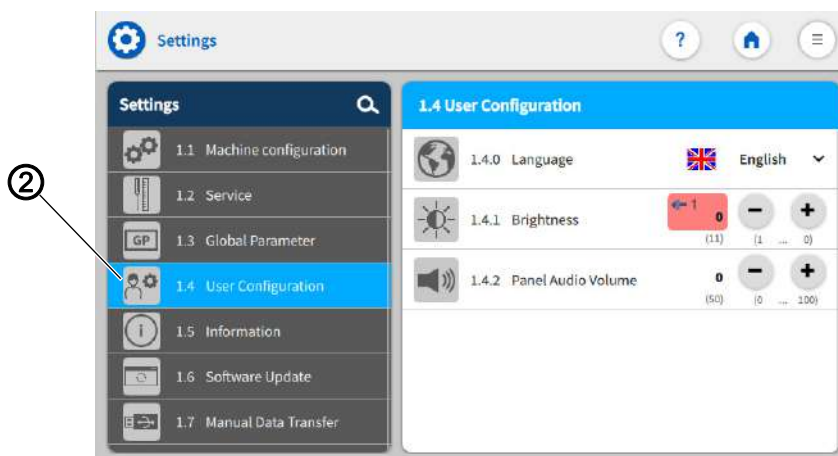 Settings
?
Settings
1.4 User Configuration
1.1 Machine configuration
1.4.0 Language English
②
1.2 Service
1.4.1 Brightness 1 0 − +
(11) (1 ... 0)
GP 1.3 Global Parameter
1.4 User Configuration
1.4.2 Panel Audio Volume 0 − +
(50) (0 ... 100)
i 1.5 Information
1.6 Software Update
1.7 Manual Data Transfer